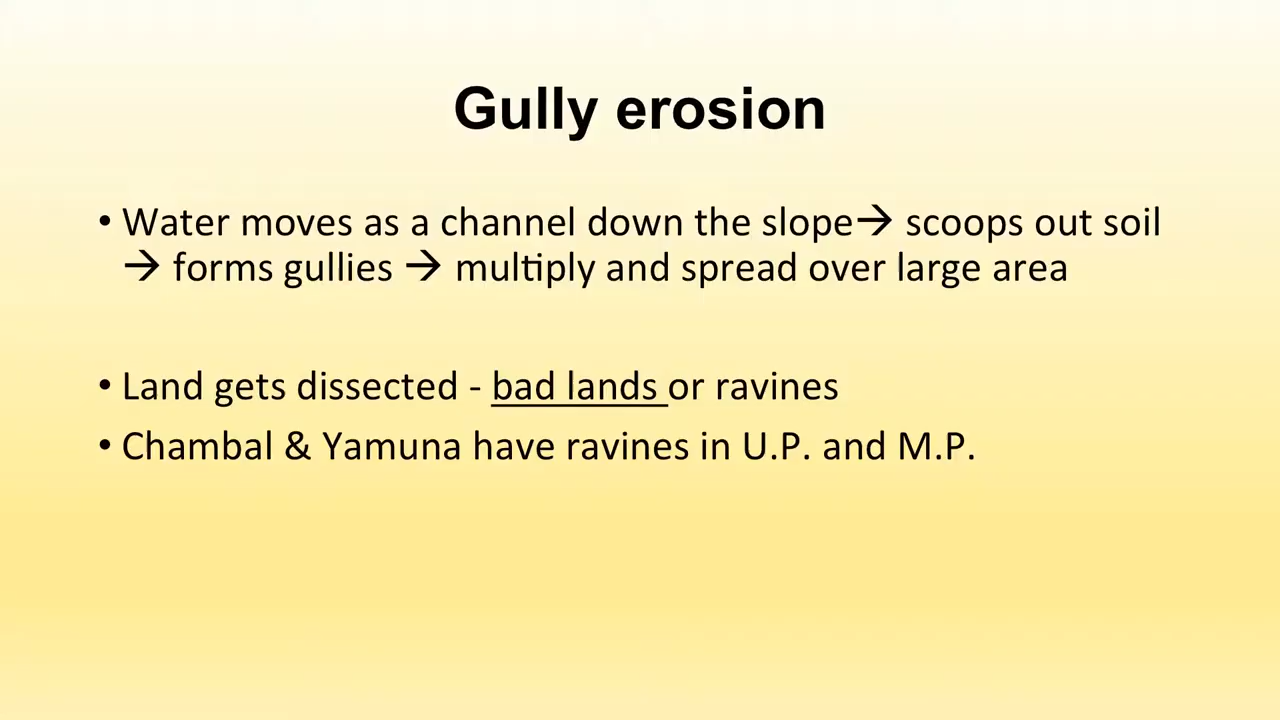 Gully erosion
• Water moves as a channel down the slope→ scoops out soil
→ forms gullies → multiply and spread over large area
• Land gets dissected - bad lands or ravines
• Chambal & Yamuna have ravines in U.P. and M.P.